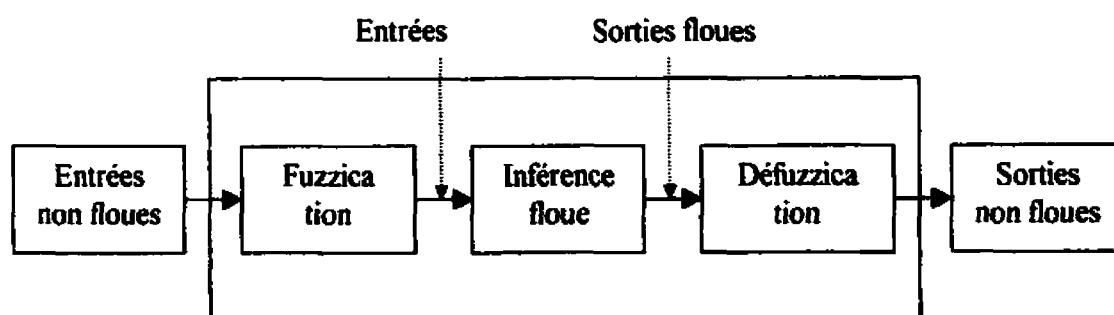 Entrées
Sorties floues
Entrées
non floues
Fuzzica
tion
Inférence
floue
Défuzzica
tion
Sorties
non floues